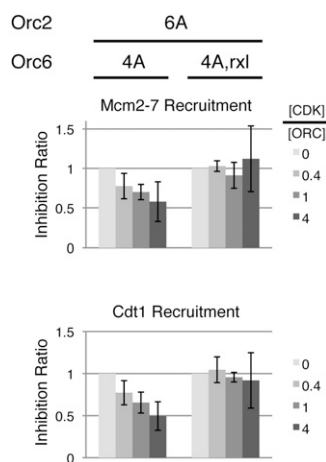 Orc2 6A
Orc6 4A 4A,rxl
Mcm2-7 Recruitment
[CDK]
[ORC]
Inhibition Ratio
1.5
1
0.5
0
0
0.4
1
4
Cdt1 Recruitment
Inhibition Ratio
1.5
1
0.5
0
0
0.4
1
4